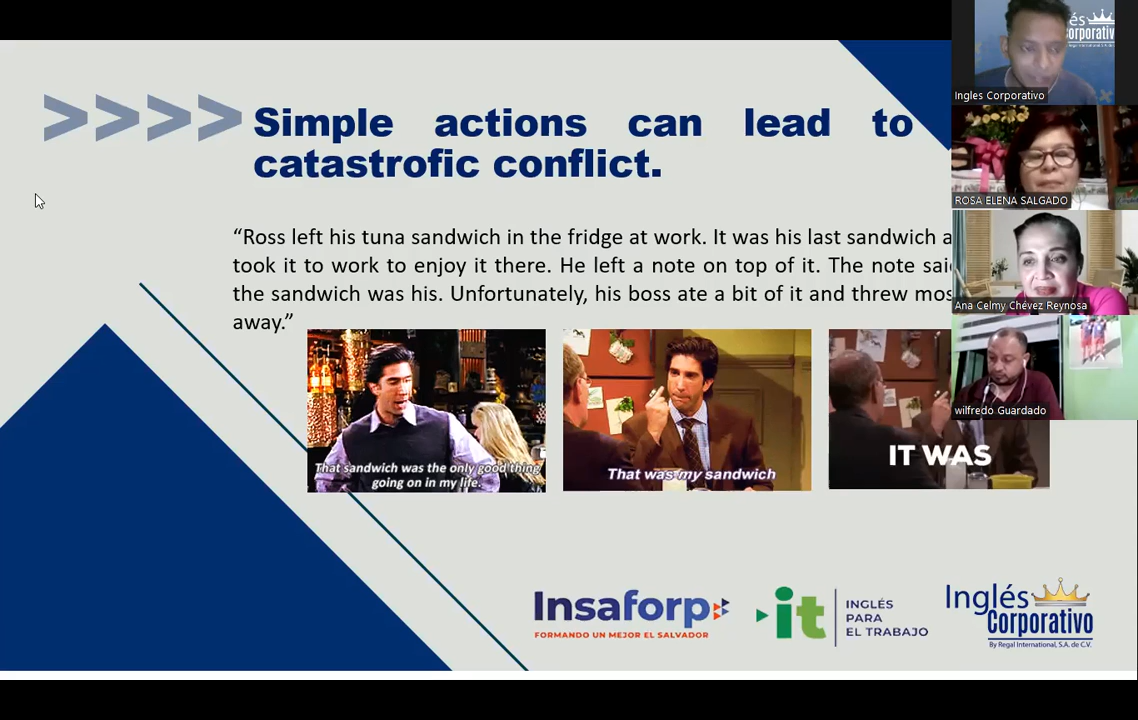 >>>> Simple actions can lead to
catastrofic conflict.
“Ross left his tuna sandwich in the fridge at work. It was his last sandwich a
took it to work to enjoy it there. He left a note on top of it. The note
the sandwich was his. Unfortunately, his boss ate a bit of it and threw
away.”
That sandwich was the only good thing
going on in my life.
That was my sandwich
IT WAS
Insaforp
FORMANDO UN MEJOR EL SALVADOR
it
INGLÉS
PARA
EL TRABAJO
Inglés
Corporativo
By Regal International, S.A. de C.V.
Ingles Corporativo
ROSA ELENA SALGADO
Ana Celmy Chévez Reynosa
wilfredo Guardado